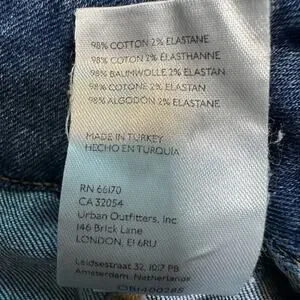 98% COTTON 2% ELASTANE
98% COTON 2% ELASTHANNE
98% BAUMWOLLE 2% ELASTAN
98% COTONE 2% ELASTAN
98% ALGODÓN 2% ELASTAN
MADE IN TURKEY
HECHO EN TURQUIA
RN 66170
CA 32054
Urban Outfitters, Inc
146 Brick Lane
LONDON, E1 6RU
Leidsestraat 32, 1017 PB
Amsterdam, Netherlands